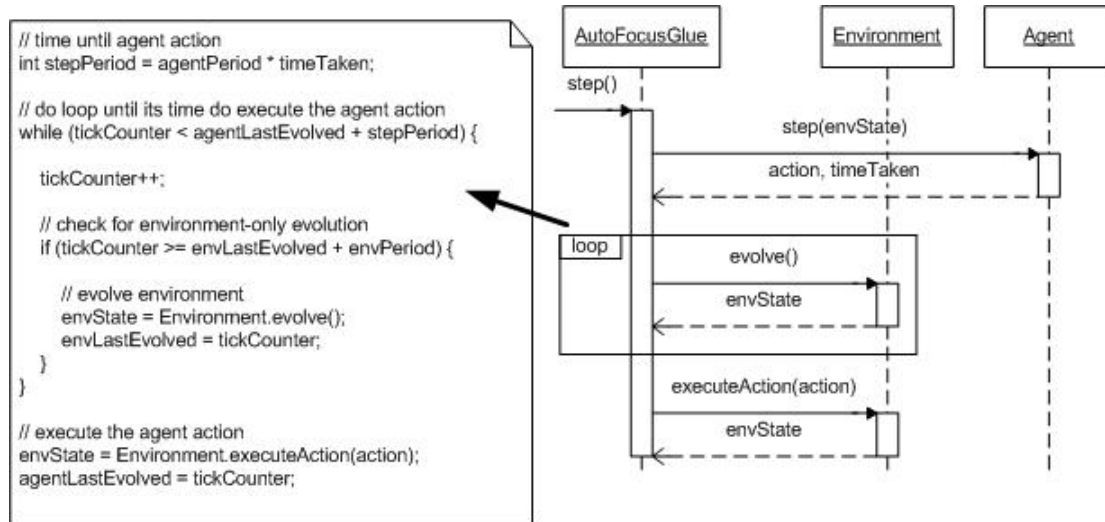 // time until agent action
int stepPeriod = agentPeriod * timeTaken;
// do loop until its time do execute the agent action
while (tickCounter < agentLastEvolved + stepPeriod) {
tickCounter++;
// check for environment-only evolution
if (tickCounter >= envLastEvolved + envPeriod) {
// evolve environment
envState = Environment.evolve();
envLastEvolved = tickCounter;
}
}
// execute the agent action
envState = Environment.executeAction(action);
agentLastEvolved = tickCounter;
AutoFocusGlue
Environment
Agent
step()
step(envState)
action, timeTaken
loop
evolve()
envState
executeAction(action)
envState